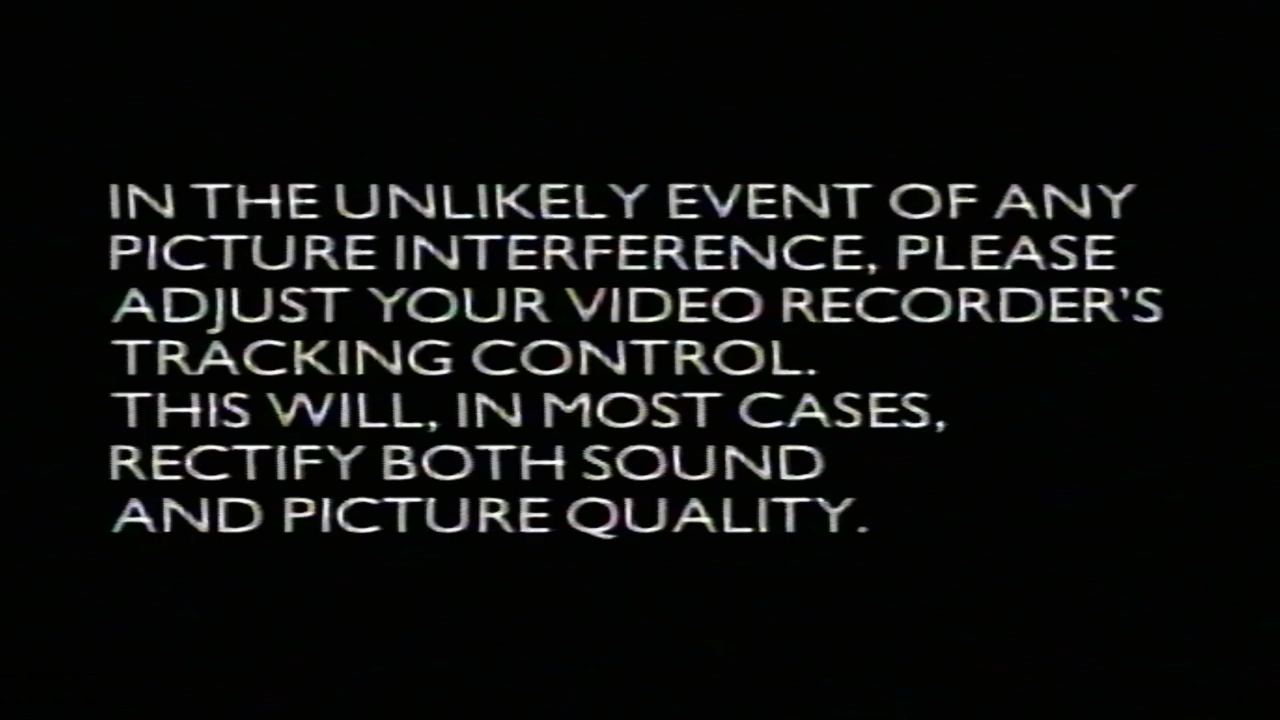 IN THE UNLIKELY EVENT OF ANY
PICTURE INTERFERENCE, PLEASE
ADJUST YOUR VIDEO RECORDER'S
TRACKING CONTROL.
THIS WILL, IN MOST CASES,
RECTIFY BOTH SOUND
AND PICTURE QUALITY.